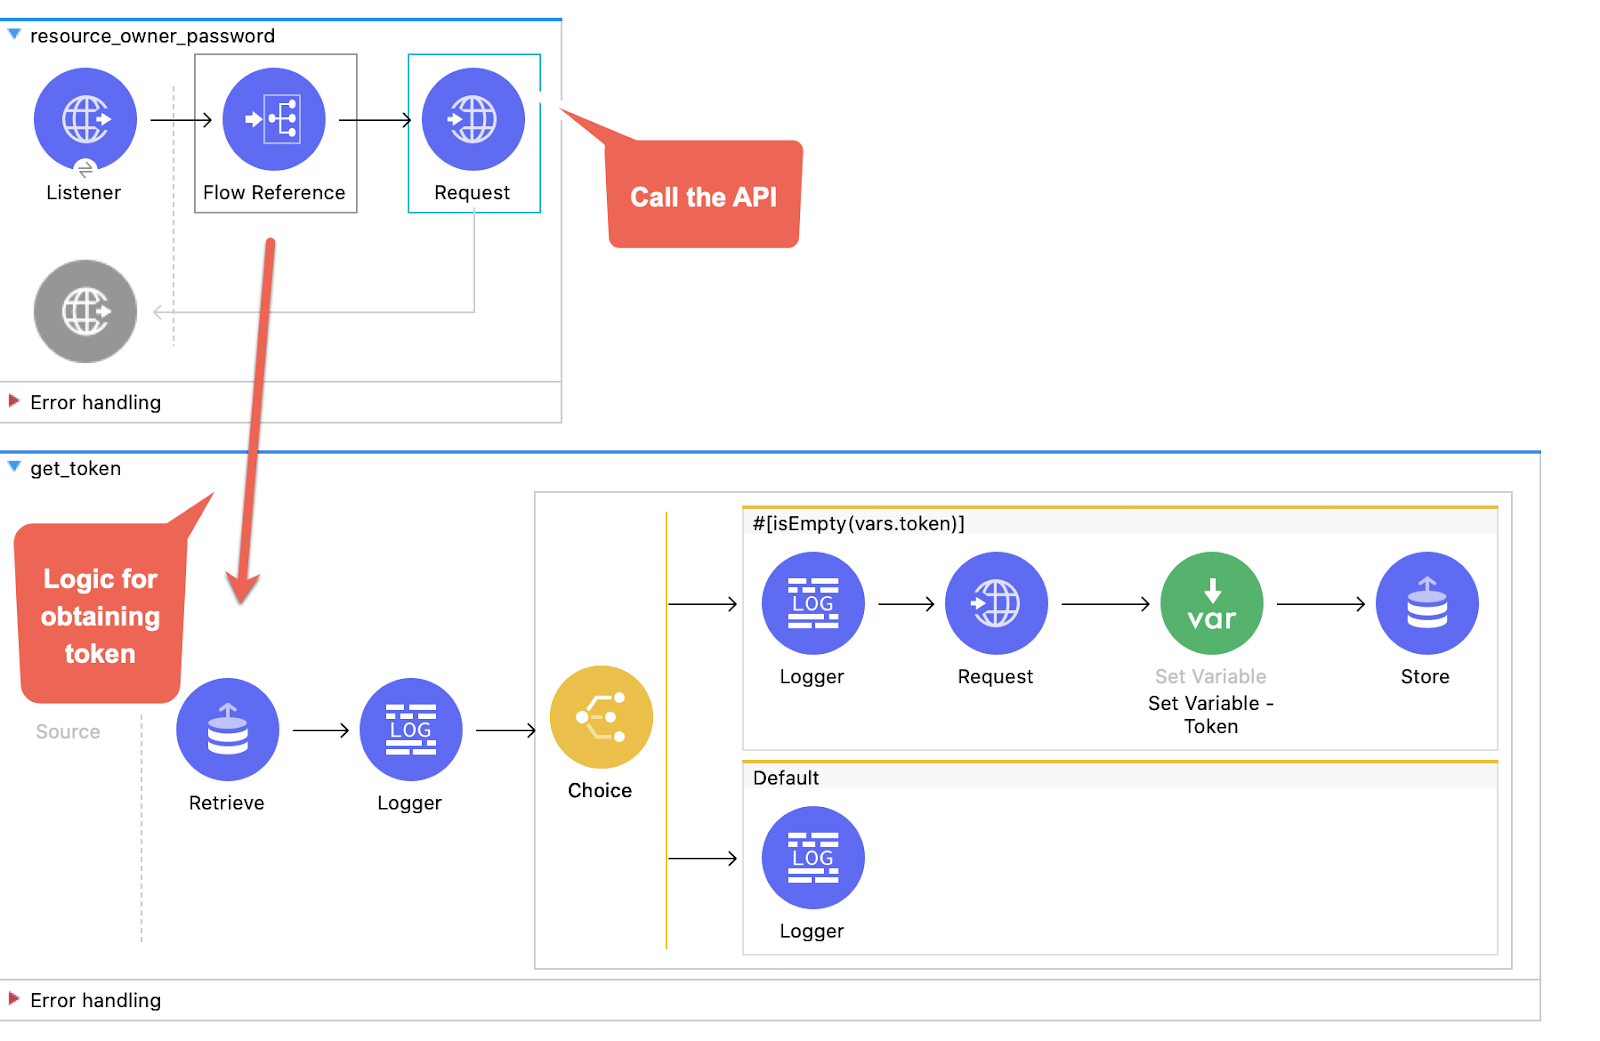 resource_owner_password
Listener
Flow Reference
Request
Call the API
Error handling
get_token
Logic for
obtaining
token
Source
Retrieve
LOG
Logger
Choice
#[isEmpty(vars.token)]
LOG
Logger
Request
var
Set Variable
Set Variable -
Token
Store
Default
LOG
Logger
Error handling